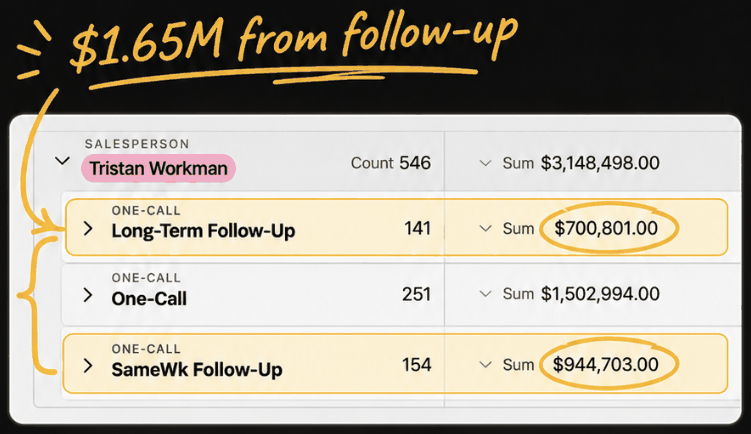 $1.65M from follow-up
SALESPERSON
Tristan Workman Count 546 Sum $3,148,498.00
ONE-CALL
Long-Term Follow-Up 141 Sum $700,801.00
ONE-CALL
One-Call 251 Sum $1,502,994.00
ONE-CALL
SameWk Follow-Up 154 Sum $944,703.00